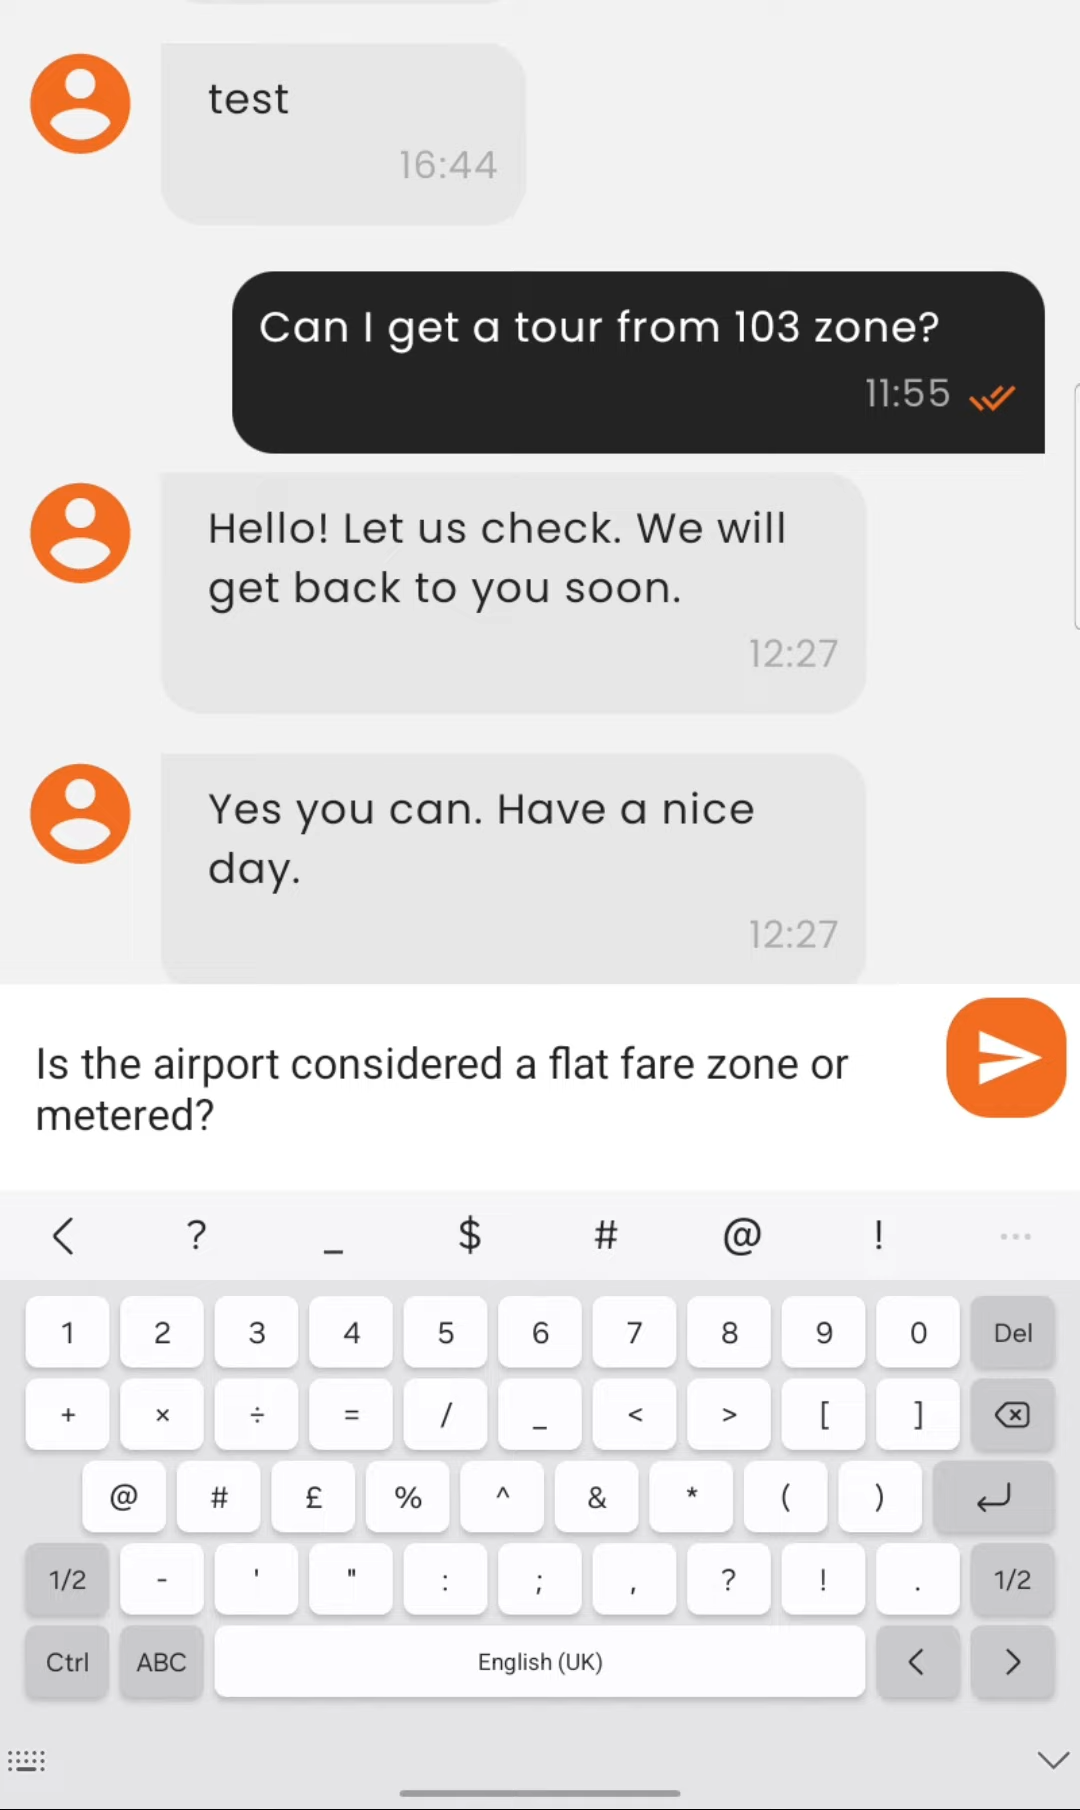 test
16:44
Can I get a tour from 103 zone?
11:55
Hello! Let us check. We will
get back to you soon.
12:27
Yes you can. Have a nice
day.
12:27
Is the airport considered a flat fare zone or
metered?
< ? _ $ # @ ! ...
1 2 3 4 5 6 7 8 9 0 Del
+ × ÷ = / _ < > [ ]
@ # £ % ^ & * ( )
1/2 - ' " : ; , ? ! . 1/2
Ctrl ABC English (UK) < >